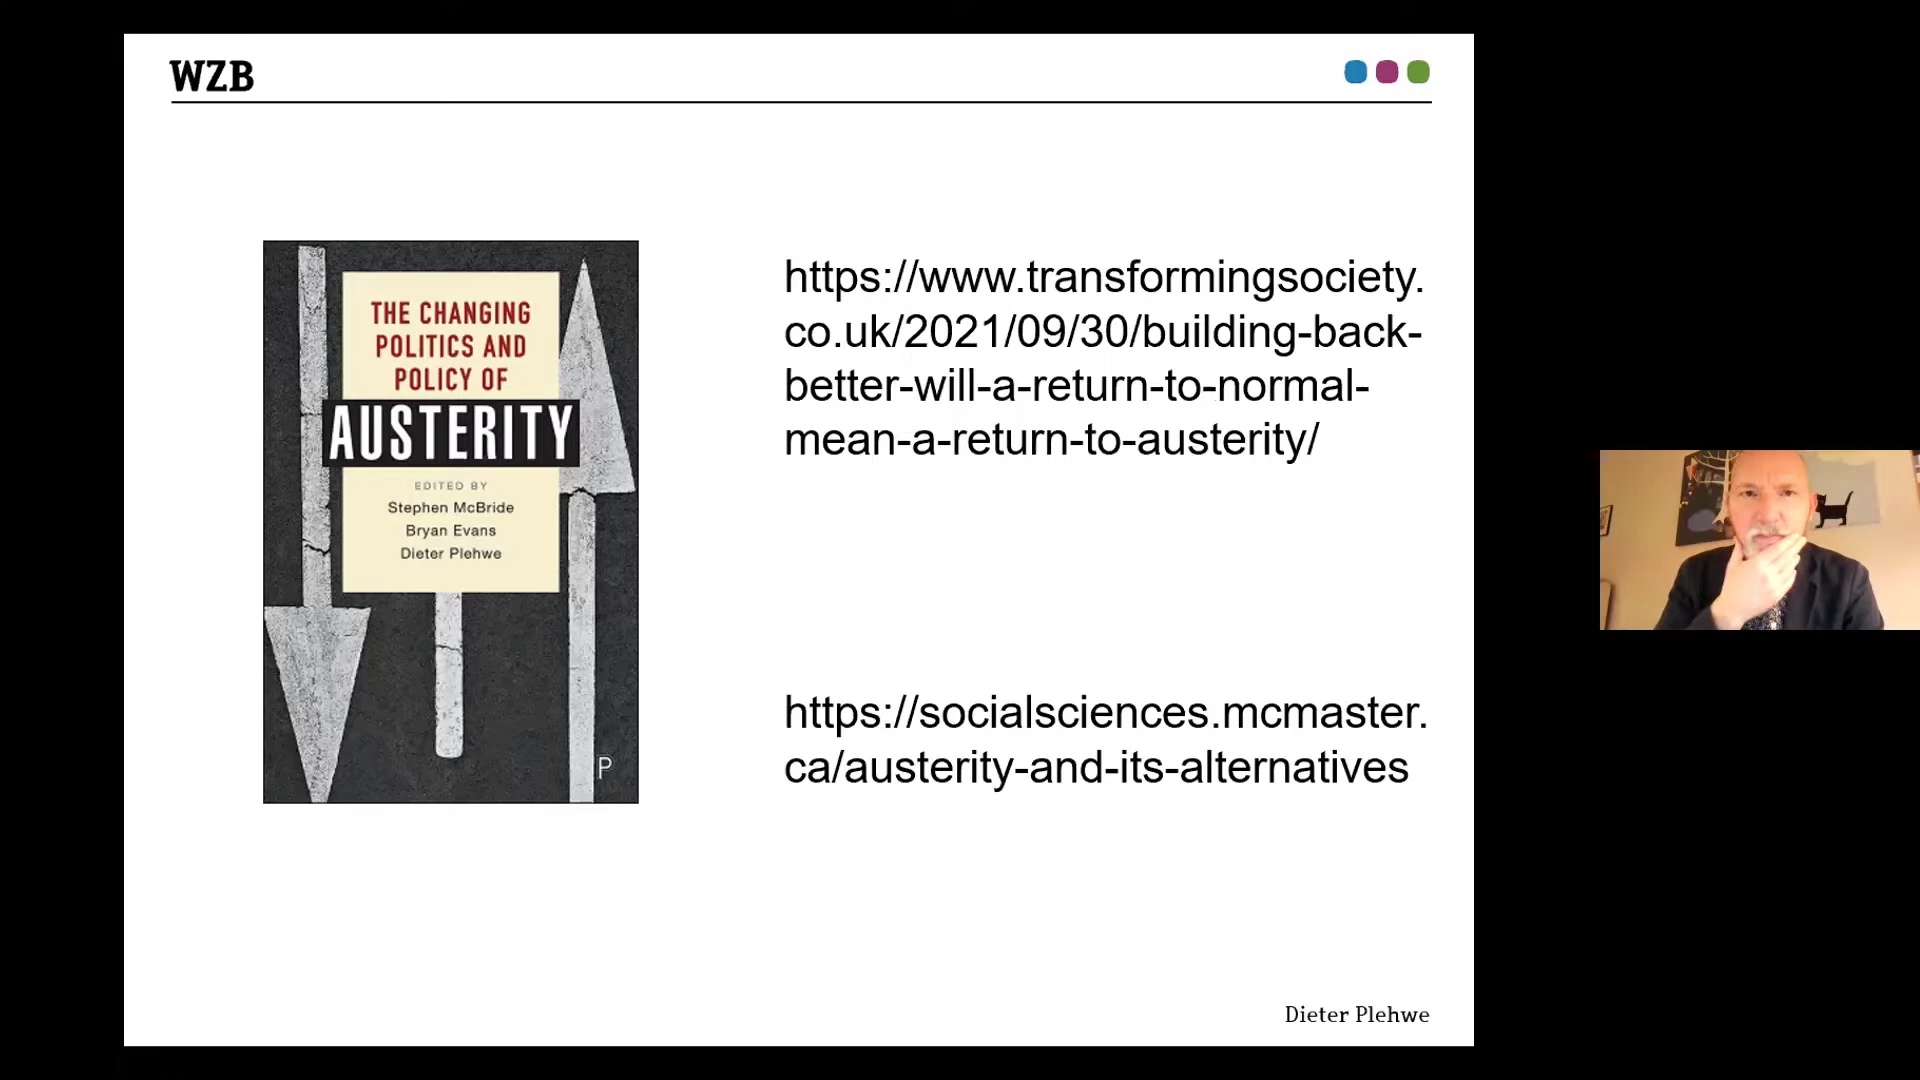 WZB
THE CHANGING
POLITICS AND
POLICY OF
AUSTERITY
EDITED BY
Stephen McBride
Bryan Evans
Dieter Plehwe
P
https://www.transformingsociety.
co.uk/2021/09/30/building-back-
better-will-a-return-to-normal-
mean-a-return-to-austerity/
https://socialsciences.mcmaster.
ca/austerity-and-its-alternatives
Dieter Plehwe